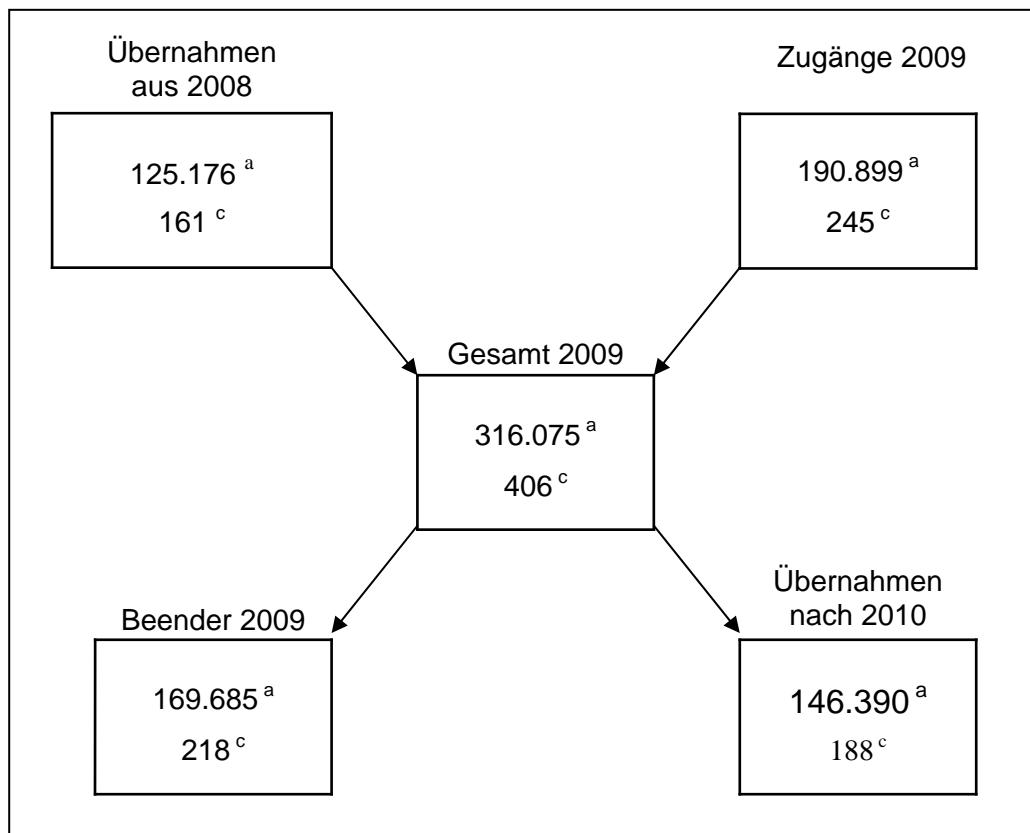 Übernahmen
aus 2008
125.176 a
161 c
Zugänge 2009
190.899 a
245 c
Gesamt 2009
316.075 a
406 c
Beender 2009
169.685 a
218 c
Übernahmen
nach 2010
146.390 a
188 c